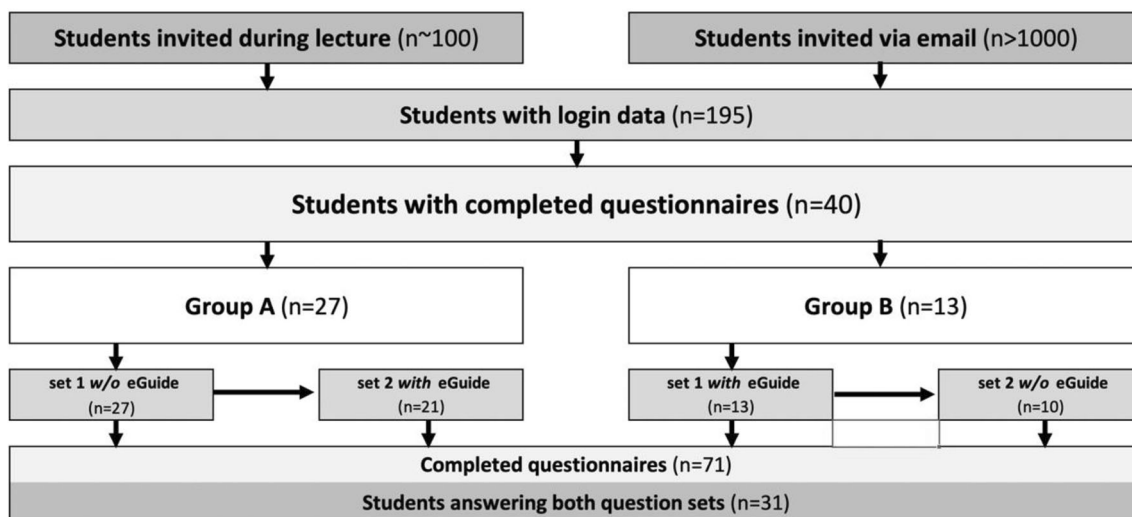 Students invited during lecture (n~100)
Students invited via email (n>1000)
Students with login data (n=195)
Students with completed questionnaires (n=40)
Group A (n=27)
Group B (n=13)
set 1 w/o eGuide
(n=27)
set 2 with eGuide
(n=21)
set 1 with eGuide
(n=13)
set 2 w/o eGuide
(n=10)
Completed questionnaires (n=71)
Students answering both question sets (n=31)